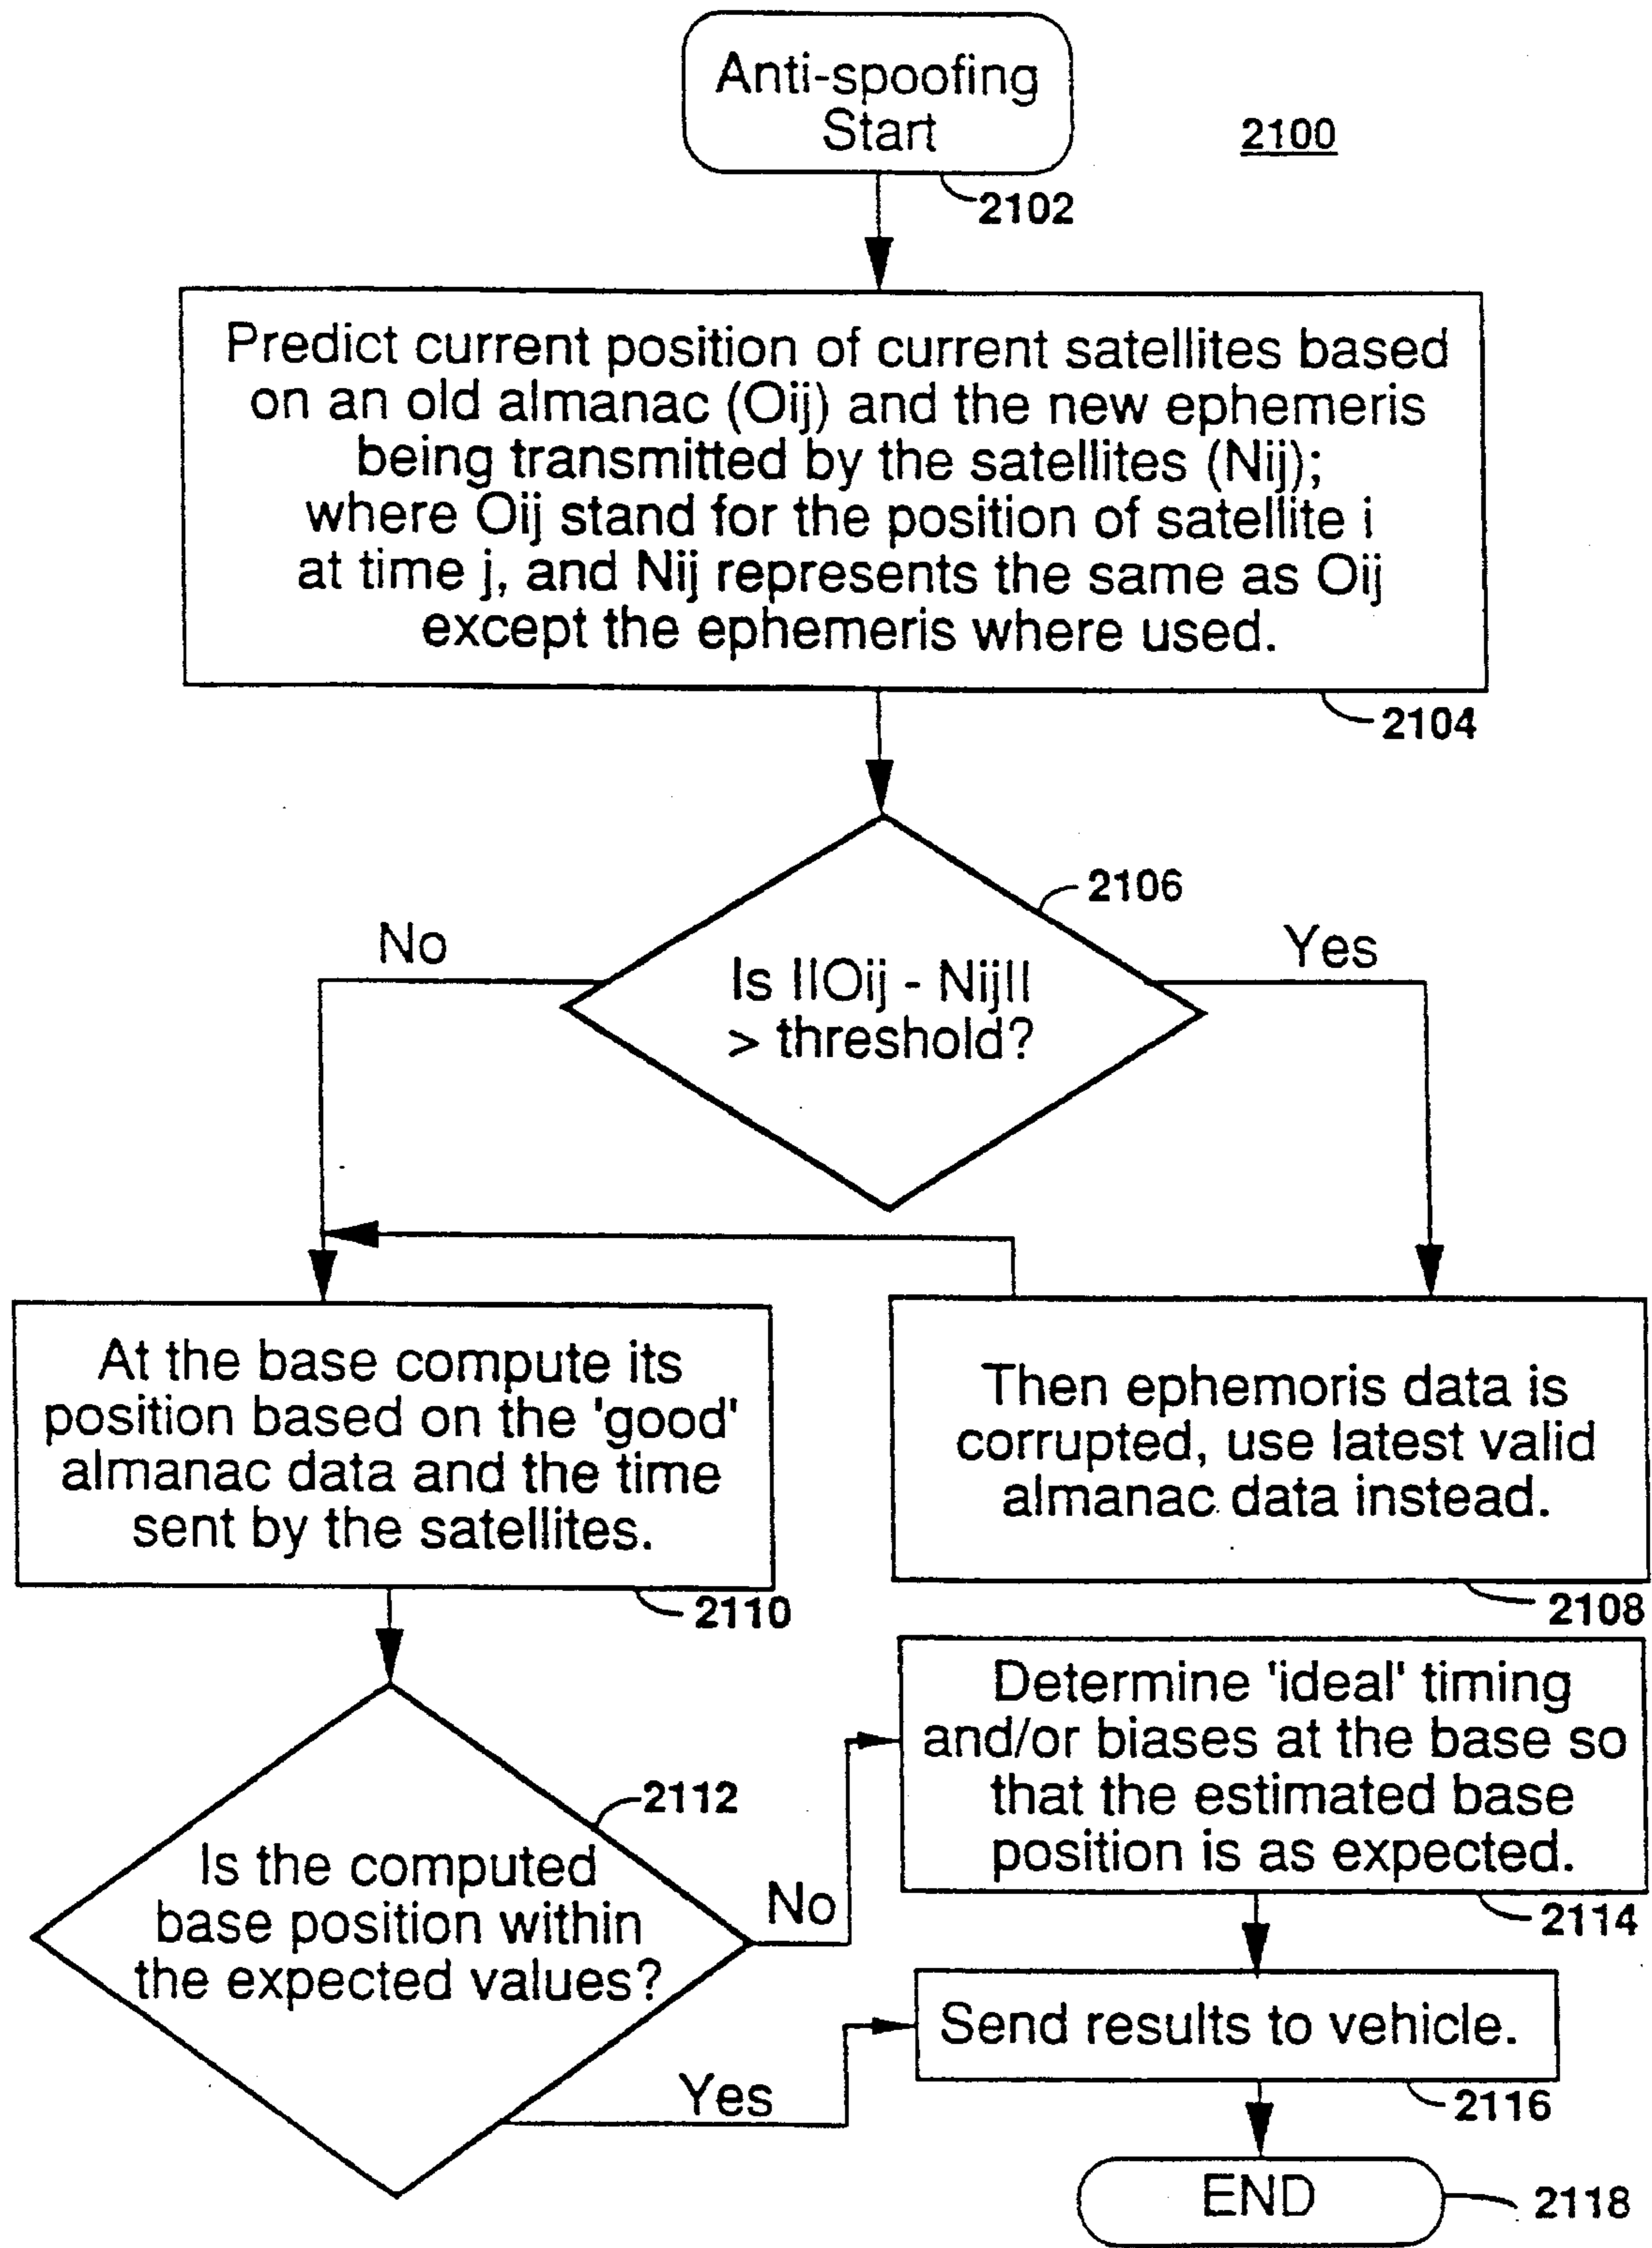 Anti-spoofing
Start
2100
2102
Predict current position of current satellites based
on an old almanac (Oij) and the new ephemeris
being transmitted by the satellites (Nij);
where Oij stand for the position of satellite i
at time j, and Nij represents the same as Oij
except the ephemeris where used.
2104
2106
No
Yes
Is IIOij - NijII
> threshold?
At the base compute its
position based on the 'good'
almanac data and the time
sent by the satellites.
2110
Then ephemoris data is
corrupted, use latest valid
almanac data instead.
2108
Determine 'ideal' timing
and/or biases at the base so
that the estimated base
position is as expected.
2114
2112
Is the computed
base position within
the expected values?
No
Yes
Send results to vehicle.
2116
END
2118